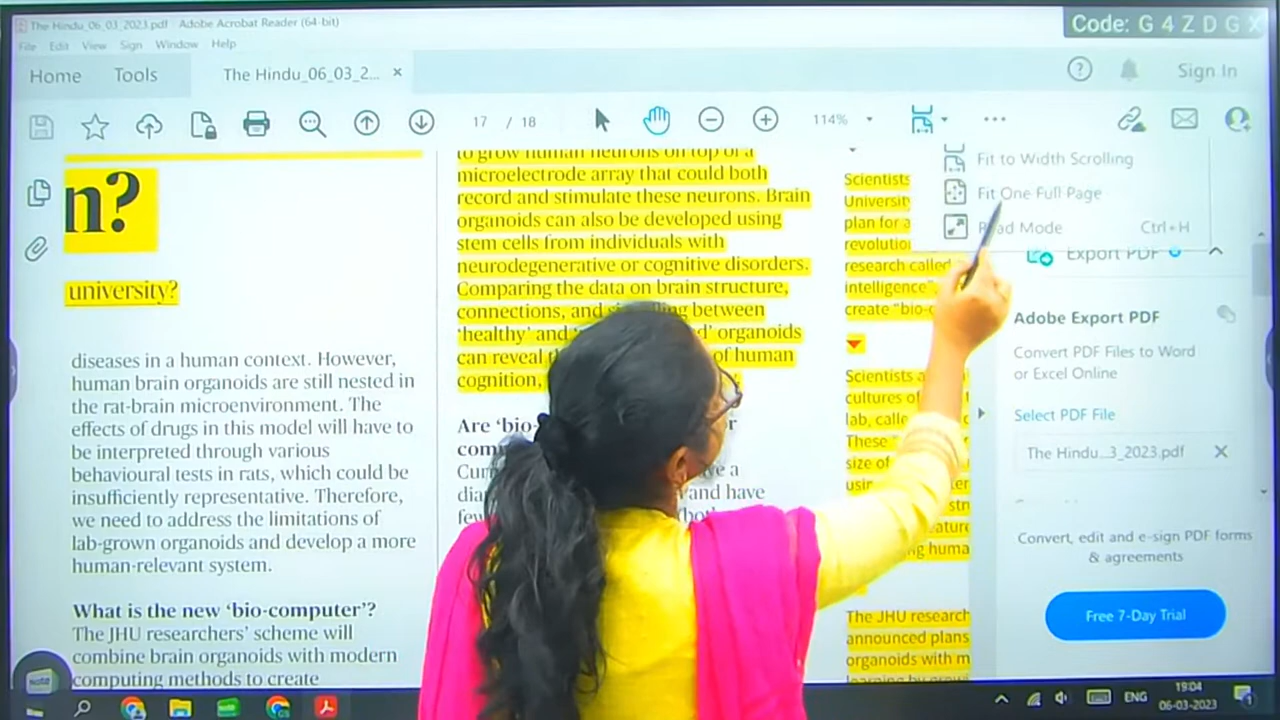 The Hindu_06_03_2023.pdf - Adobe Acrobat Reader (64-bit)
Code: G 4 Z D G X
File Edit View Sign Window Help
Home Tools The Hindu_06_03_2... × Sign In
17 / 18 114%
Fit to Width Scrolling
Fit One Full Page
Read Mode Ctrl+H
n?
university?
diseases in a human context. However,
human brain organoids are still nested in
the rat-brain microenvironment. The
effects of drugs in this model will have to
be interpreted through various
behavioural tests in rats, which could be
insufficiently representative. Therefore,
we need to address the limitations of
lab-grown organoids and develop a more
human-relevant system.
What is the new ‘bio-computer’?
The JHU researchers’ scheme will
combine brain organoids with modern
computing methods to create
to grow human neurons on top of a
microelectrode array that could both
record and stimulate these neurons. Brain
organoids can also be developed using
stem cells from individuals with
neurodegenerative or cognitive disorders.
Comparing the data on brain structure,
connections, and between
‘healthy’ and organoids
can reveal of human
cognition,
Are ‘bio-
have a
and have
few
Scientists
University
plan for a
research called
intelligence”,
create “bio-
Scientists
cultures of
lab,
These
size of
The JHU research
announced plans
organoids with m
Export PDF
Adobe Export PDF
Convert PDF Files to Word
or Excel Online
Select PDF File
The Hindu...3_2023.pdf ×
Convert, edit and e-sign PDF forms
& agreements
Free 7-Day Trial
Note
ENG
19:04
06-03-2023